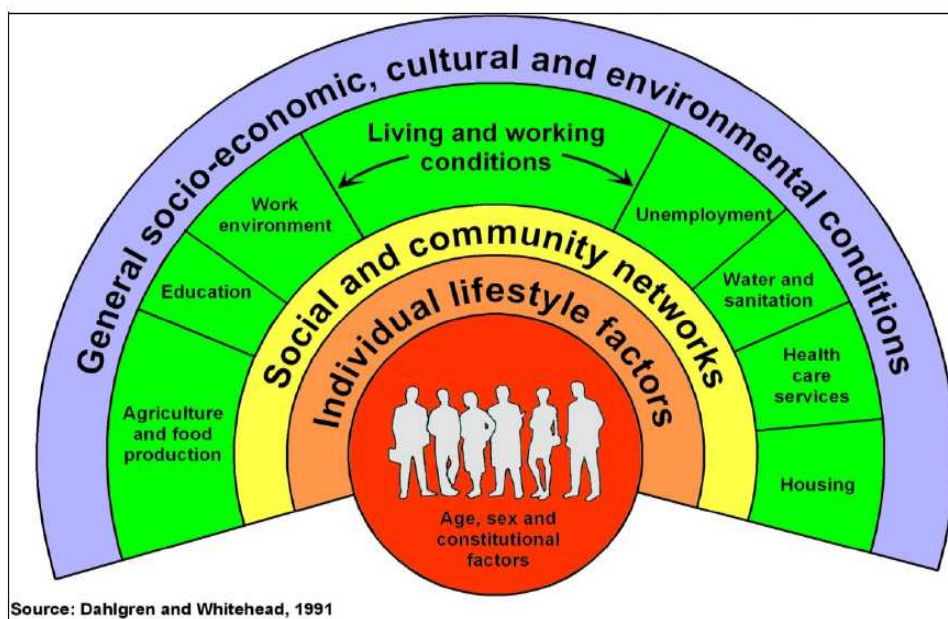 General socio-economic, cultural and environmental conditions
Living and working
conditions
Work
environment
Unemployment
Education
Water and
sanitation
Agriculture
and food
production
Health
care
services
Housing
Social and community networks
Individual lifestyle factors
Age, sex and
constitutional
factors
Source: Dahlgren and Whitehead, 1991